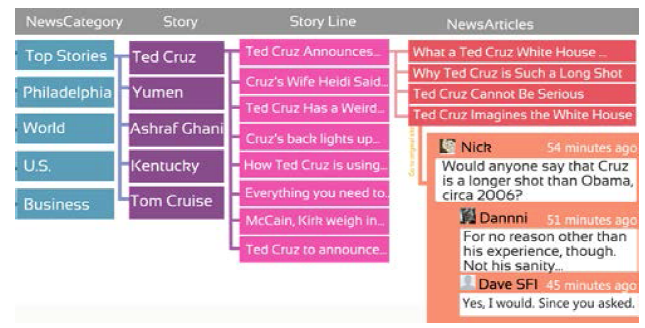 NewsCategory
Story
Story Line
NewsArticles
Top Stories
Philadelphia
World
U.S.
Business
Ted Cruz
Yumen
Ashraf Ghani
Kentucky
Tom Cruise
Ted Cruz Announces...
Cruz's Wife Heidi Said...
Ted Cruz Has a Weird...
Cruz's back lights up...
How Ted Cruz is using...
Everything you need to...
McCain, Kirk weigh in...
Ted Cruz to announce...
What a Ted Cruz White House ...
Why Ted Cruz is Such a Long Shot
Ted Cruz Cannot Be Serious
Ted Cruz Imagines the White House
Nick 54 minutes ago
Would anyone say that Cruz
is a longer shot than Obama,
circa 2006?
Dannni 51 minutes ago
For no reason other than
his experience, though.
Not his sanity...
Dave SFI 45 minutes ago
Yes, I would. Since you asked.